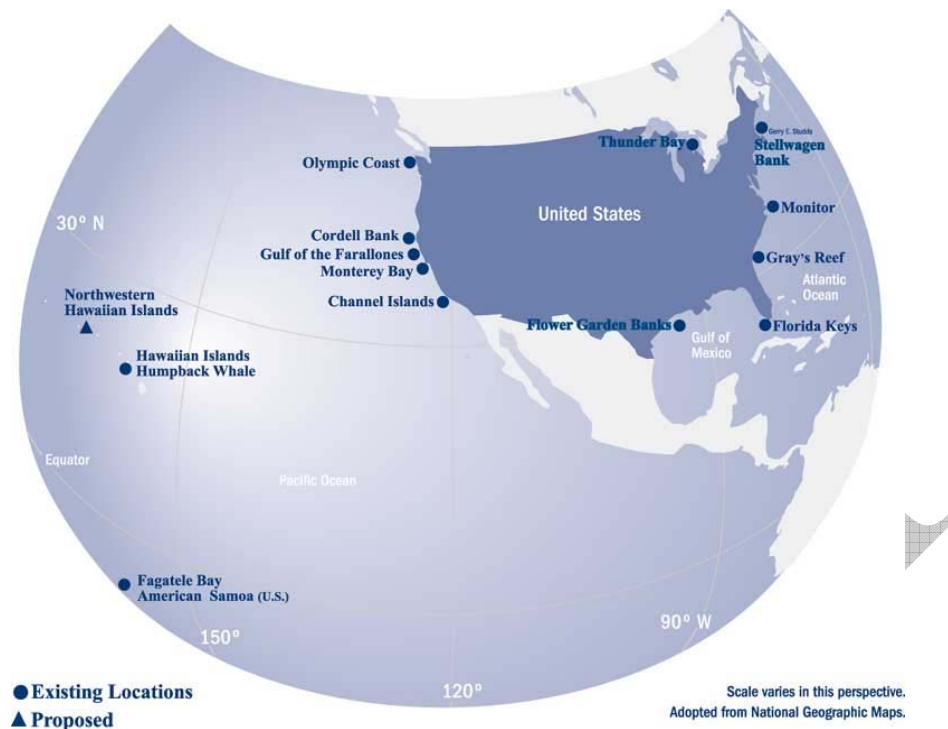 Gerry E. Studds
Stellwagen
Bank
Thunder Bay
Olympic Coast
United States
Monitor
30° N
Cordell Bank
Gulf of the Farallones
Monterey Bay
Gray's Reef
Atlantic
Ocean
Northwestern
Hawaiian Islands
Channel Islands
Flower Garden Banks
Gulf of
Mexico
Florida Keys
Hawaiian Islands
Humpback Whale
Equator
Pacific Ocean
Fagatele Bay
American Samoa (U.S.)
150°
120°
90° W
Existing Locations
Proposed
Scale varies in this perspective.
Adopted from National Geographic Maps.